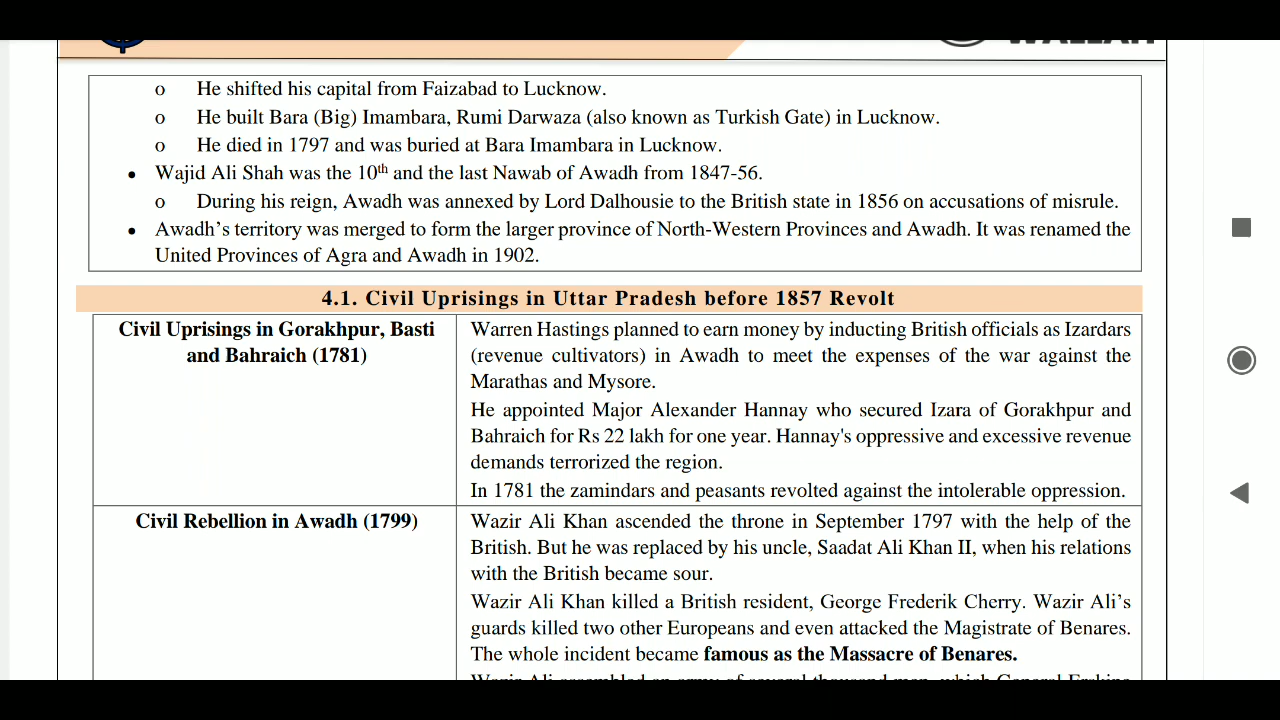 o He shifted his capital from Faizabad to Lucknow.
o He built Bara (Big) Imambara, Rumi Darwaza (also known as Turkish Gate) in Lucknow.
o He died in 1797 and was buried at Bara Imambara in Lucknow.
• Wajid Ali Shah was the 10th and the last Nawab of Awadh from 1847-56.
o During his reign, Awadh was annexed by Lord Dalhousie to the British state in 1856 on accusations of misrule.
• Awadh's territory was merged to form the larger province of North-Western Provinces and Awadh. It was renamed the
United Provinces of Agra and Awadh in 1902.
4.1. Civil Uprisings in Uttar Pradesh before 1857 Revolt
Civil Uprisings in Gorakhpur, Basti
and Bahraich (1781)
Warren Hastings planned to earn money by inducting British officials as Izardars
(revenue cultivators) in Awadh to meet the expenses of the war against the
Marathas and Mysore.
He appointed Major Alexander Hannay who secured Izara of Gorakhpur and
Bahraich for Rs 22 lakh for one year. Hannay's oppressive and excessive revenue
demands terrorized the region.
In 1781 the zamindars and peasants revolted against the intolerable oppression.
Civil Rebellion in Awadh (1799)
Wazir Ali Khan ascended the throne in September 1797 with the help of the
British. But he was replaced by his uncle, Saadat Ali Khan II, when his relations
with the British became sour.
Wazir Ali Khan killed a British resident, George Frederik Cherry. Wazir Ali's
guards killed two other Europeans and even attacked the Magistrate of Benares.
The whole incident became famous as the Massacre of Benares.